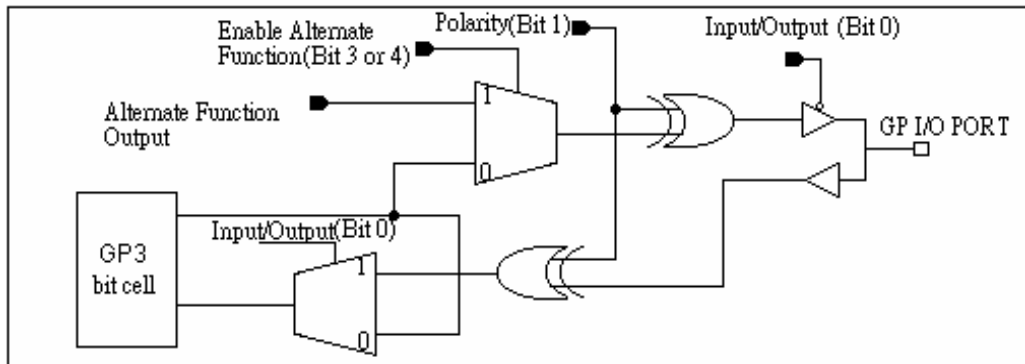 Enable Alternate
Function(Bit 3 or 4)
Polarity(Bit 1)
Input/Output (Bit 0)
Alternate Function
Output
1
0
GP I/O PORT
GP3
bit cell
Input/Output(Bit 0)
1
0